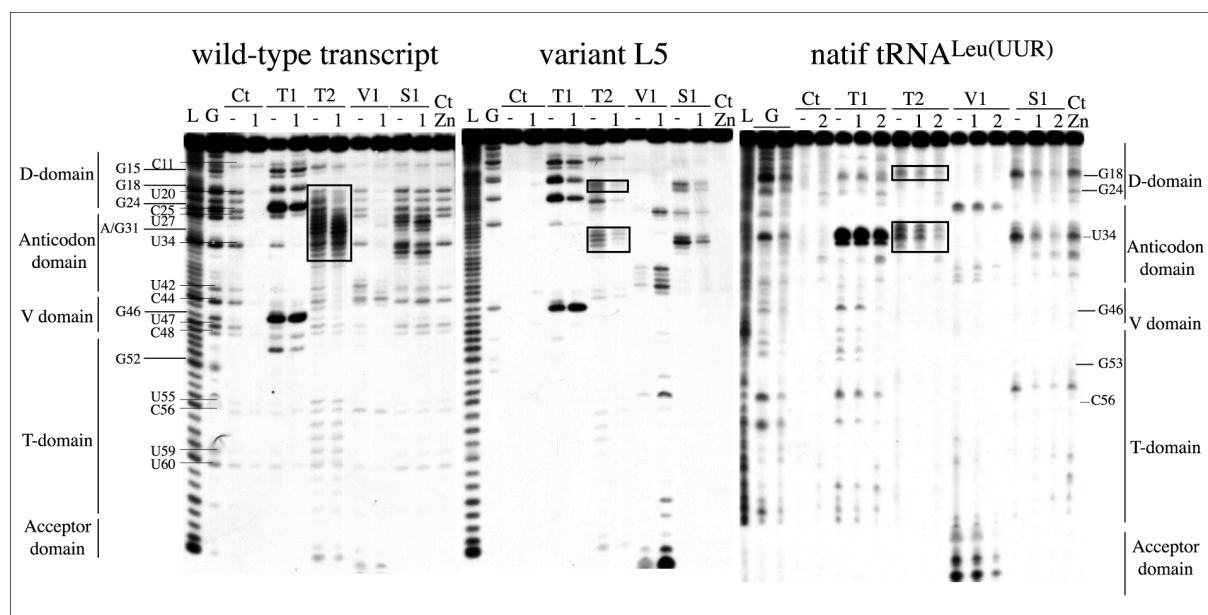 wild-type transcript variant L5 natif tRNALeu(UUR)
Ct T1 T2 V1 S1 Ct
L G - 1 - 1 - 1 - 1 - 1 Zn
Ct T1 T2 V1 S1 Ct
L G - 1 - 1 - 1 - 1 - 1 Zn
Ct T1 T2 V1 S1 Ct
L G - 2 - 1 2 - 1 2 - 1 2 - 1 2 Zn
D-domain
Anticodon
domain
V domain
T-domain
Acceptor
domain
C11
G15
G18
U20
G24
C25
U27
A/G31
U34
U42
C44
G46
U47
C48
G52
U55
C56
U59
U60
G18
G24
U34
G46
G53
C56
D-domain
Anticodon
domain
V domain
T-domain
Acceptor
domain